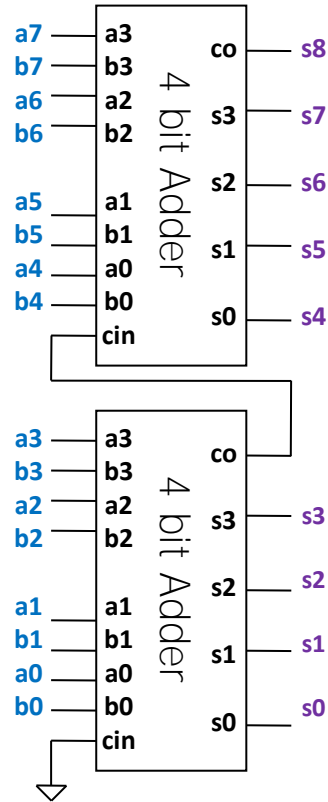 a7 a3 co s8
b7 b3
a6 a2 s3 s7
b6 b2
4 bit Adder
s2 s6
a5 a1
b5 b1 s1 s5
a4 a0
b4 b0 s0 s4
cin
a3 a3 co
b3 b3
a2 a2 s3 s3
b2 b2
4 bit Adder
s2 s2
a1 a1
b1 b1 s1 s1
a0 a0
b0 b0 s0 s0
cin